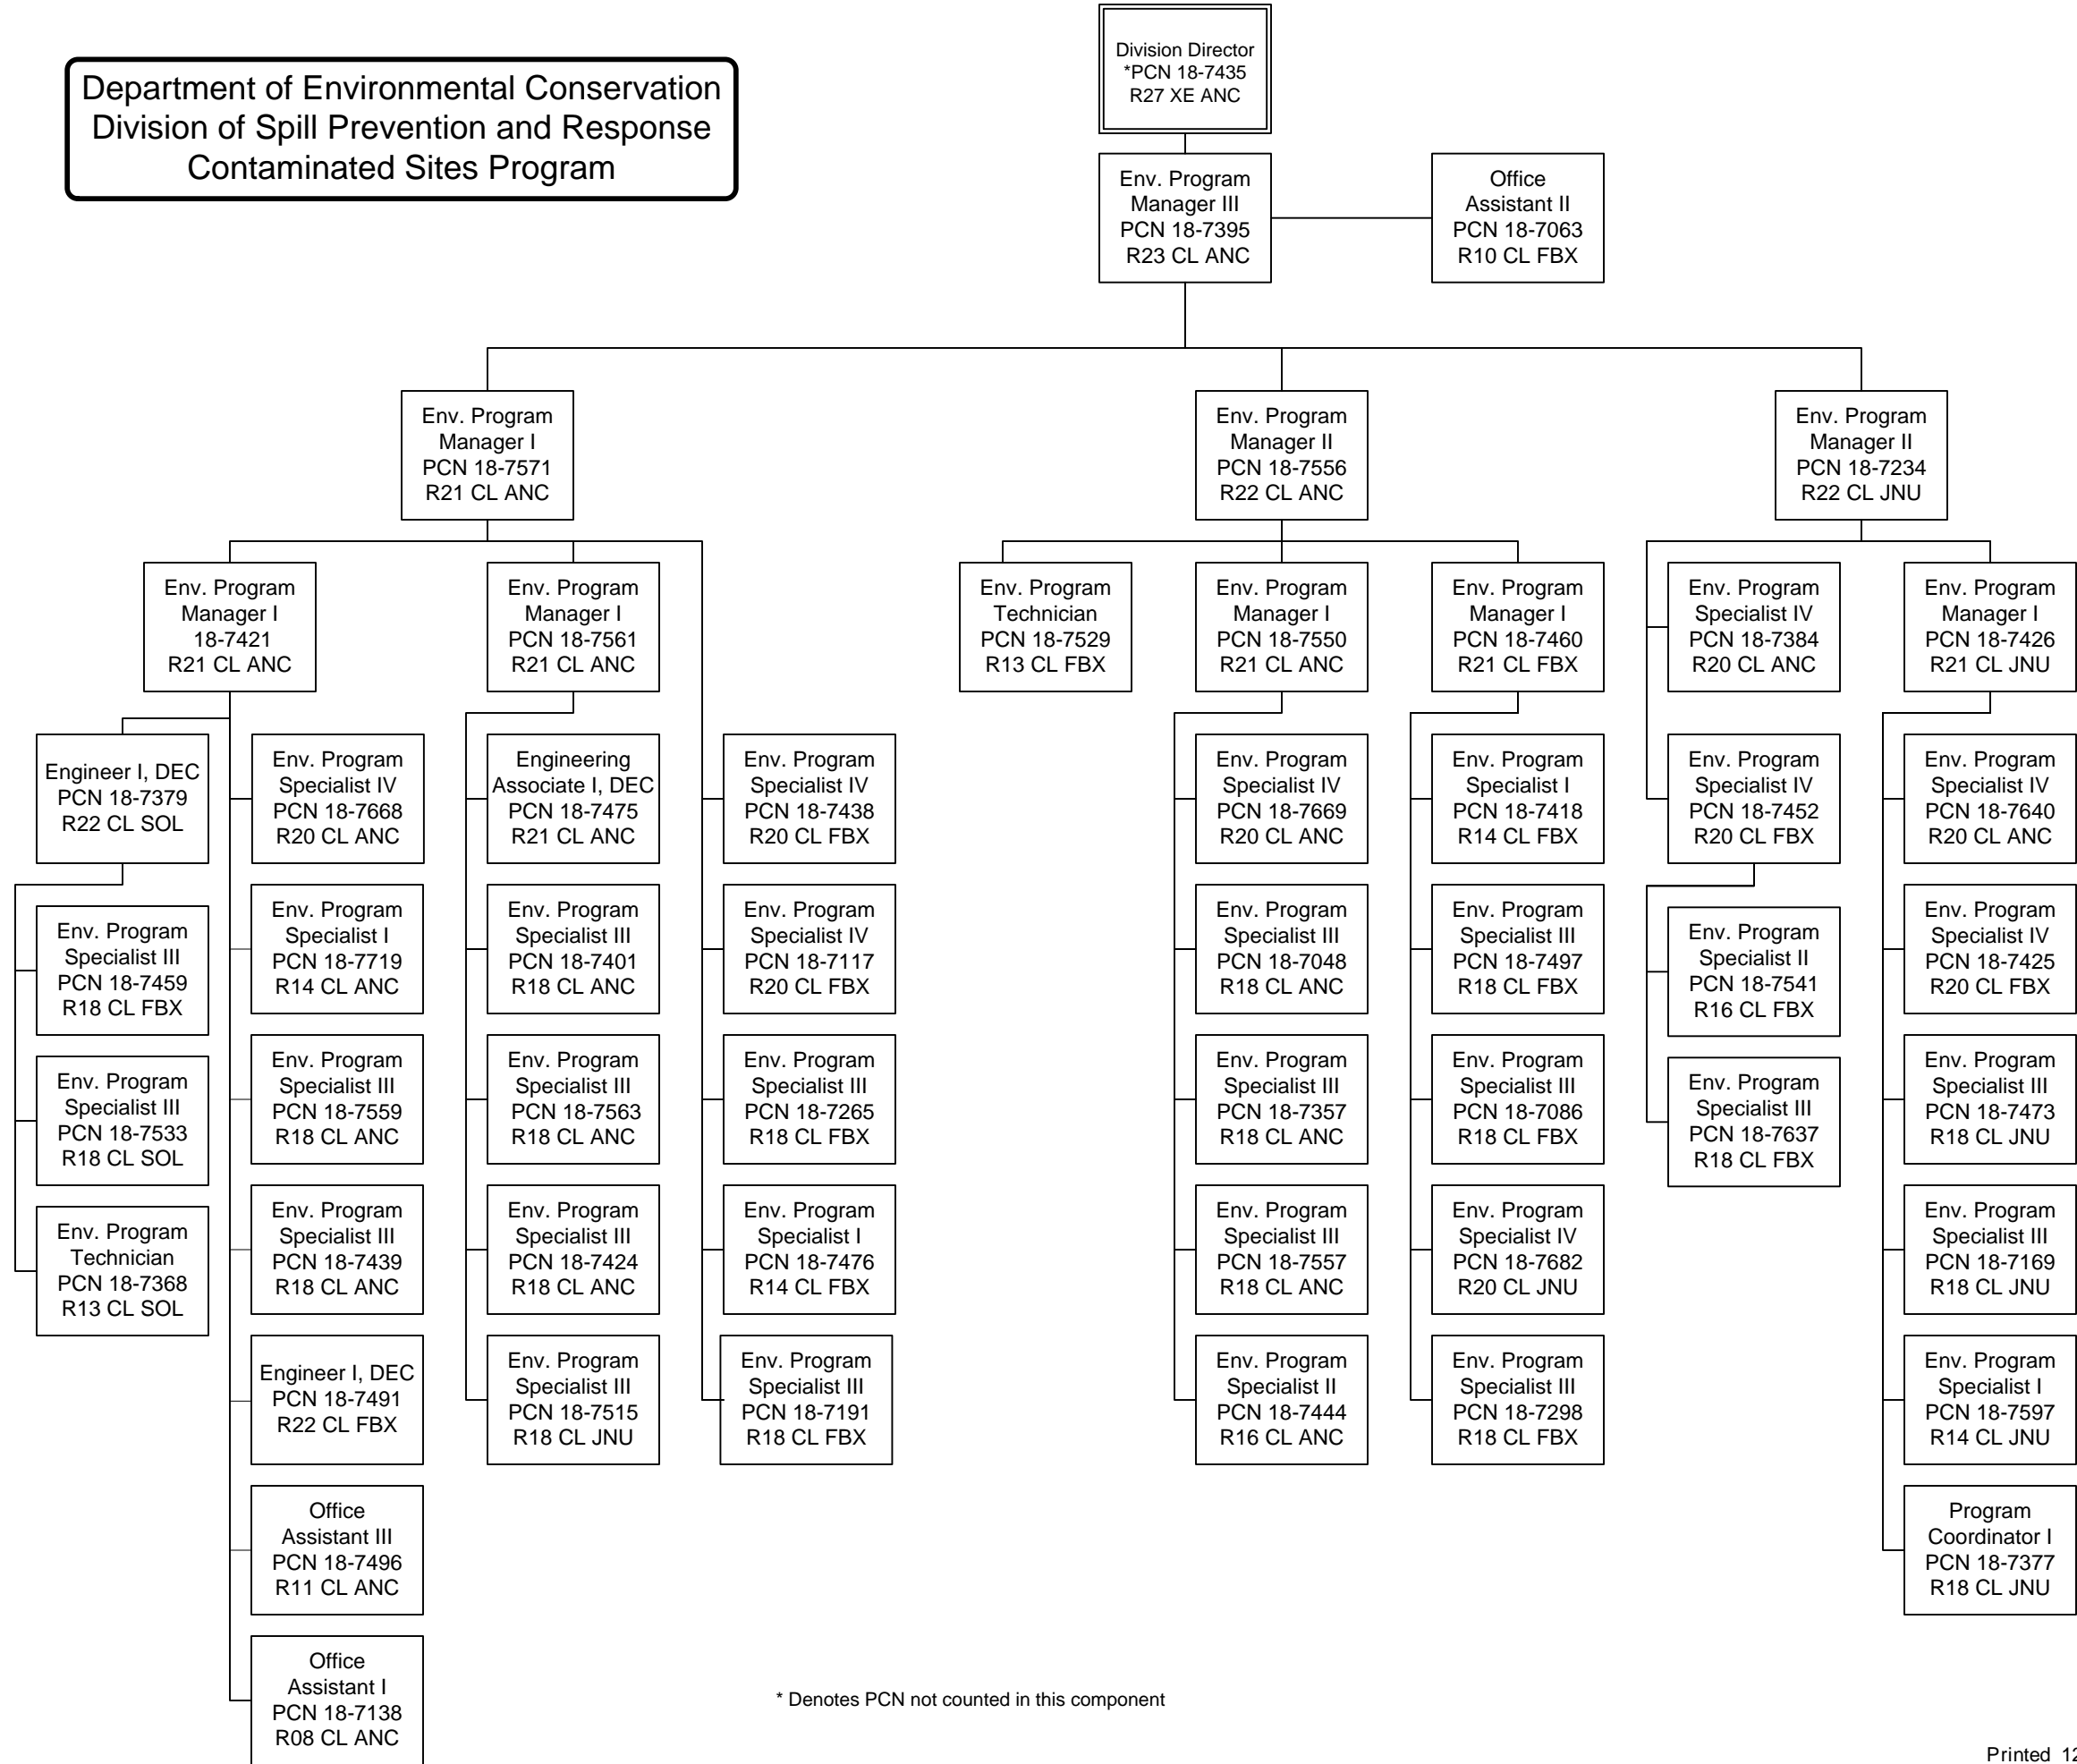 Department of Environmental Conservation
Division of Spill Prevention and Response
Contaminated Sites Program
Division Director
*PCN 18-7435
R27 XE ANC
Env. Program
Manager III
PCN 18-7395
R23 CL ANC
Office
Assistant II
PCN 18-7063
R10 CL FBX
Env. Program
Manager I
PCN 18-7571
R21 CL ANC
Env. Program
Manager II
PCN 18-7556
R22 CL ANC
Env. Program
Manager II
PCN 18-7234
R22 CL JNU
Env. Program
Manager I
18-7421
R21 CL ANC
Env. Program
Manager I
PCN 18-7561
R21 CL ANC
Env. Program
Technician
PCN 18-7529
R13 CL FBX
Env. Program
Manager I
PCN 18-7550
R21 CL ANC
Env. Program
Manager I
PCN 18-7460
R21 CL FBX
Env. Program
Specialist IV
PCN 18-7384
R20 CL ANC
Env. Program
Manager I
PCN 18-7426
R21 CL JNU
Engineer I, DEC
PCN 18-7379
R22 CL SOL
Env. Program
Specialist IV
PCN 18-7668
R20 CL ANC
Engineering
Associate I, DEC
PCN 18-7475
R21 CL ANC
Env. Program
Specialist IV
PCN 18-7438
R20 CL FBX
Env. Program
Specialist IV
PCN 18-7669
R20 CL ANC
Env. Program
Specialist I
PCN 18-7418
R14 CL FBX
Env. Program
Specialist IV
PCN 18-7452
R20 CL FBX
Env. Program
Specialist IV
PCN 18-7640
R20 CL ANC
Env. Program
Specialist III
PCN 18-7459
R18 CL FBX
Env. Program
Specialist I
PCN 18-7719
R14 CL ANC
Env. Program
Specialist III
PCN 18-7401
R18 CL ANC
Env. Program
Specialist IV
PCN 18-7117
R20 CL FBX
Env. Program
Specialist III
PCN 18-7048
R18 CL ANC
Env. Program
Specialist III
PCN 18-7497
R18 CL FBX
Env. Program
Specialist II
PCN 18-7541
R16 CL FBX
Env. Program
Specialist IV
PCN 18-7425
R20 CL FBX
Env. Program
Specialist III
PCN 18-7533
R18 CL SOL
Env. Program
Specialist III
PCN 18-7559
R18 CL ANC
Env. Program
Specialist III
PCN 18-7563
R18 CL ANC
Env. Program
Specialist III
PCN 18-7265
R18 CL FBX
Env. Program
Specialist III
PCN 18-7357
R18 CL ANC
Env. Program
Specialist III
PCN 18-7086
R18 CL FBX
Env. Program
Specialist III
PCN 18-7637
R18 CL FBX
Env. Program
Specialist III
PCN 18-7473
R18 CL JNU
Env. Program
Technician
PCN 18-7368
R13 CL SOL
Env. Program
Specialist III
PCN 18-7439
R18 CL ANC
Env. Program
Specialist III
PCN 18-7424
R18 CL ANC
Env. Program
Specialist I
PCN 18-7476
R14 CL FBX
Env. Program
Specialist III
PCN 18-7557
R18 CL ANC
Env. Program
Specialist IV
PCN 18-7682
R20 CL JNU
Env. Program
Specialist III
PCN 18-7169
R18 CL JNU
Engineer I, DEC
PCN 18-7491
R22 CL FBX
Env. Program
Specialist III
PCN 18-7515
R18 CL JNU
Env. Program
Specialist III
PCN 18-7191
R18 CL FBX
Env. Program
Specialist II
PCN 18-7444
R16 CL ANC
Env. Program
Specialist III
PCN 18-7298
R18 CL FBX
Env. Program
Specialist I
PCN 18-7597
R14 CL JNU
Office
Assistant III
PCN 18-7496
R11 CL ANC
Program
Coordinator I
PCN 18-7377
R18 CL JNU
Office
Assistant I
PCN 18-7138
R08 CL ANC
* Denotes PCN not counted in this component
Printed 12